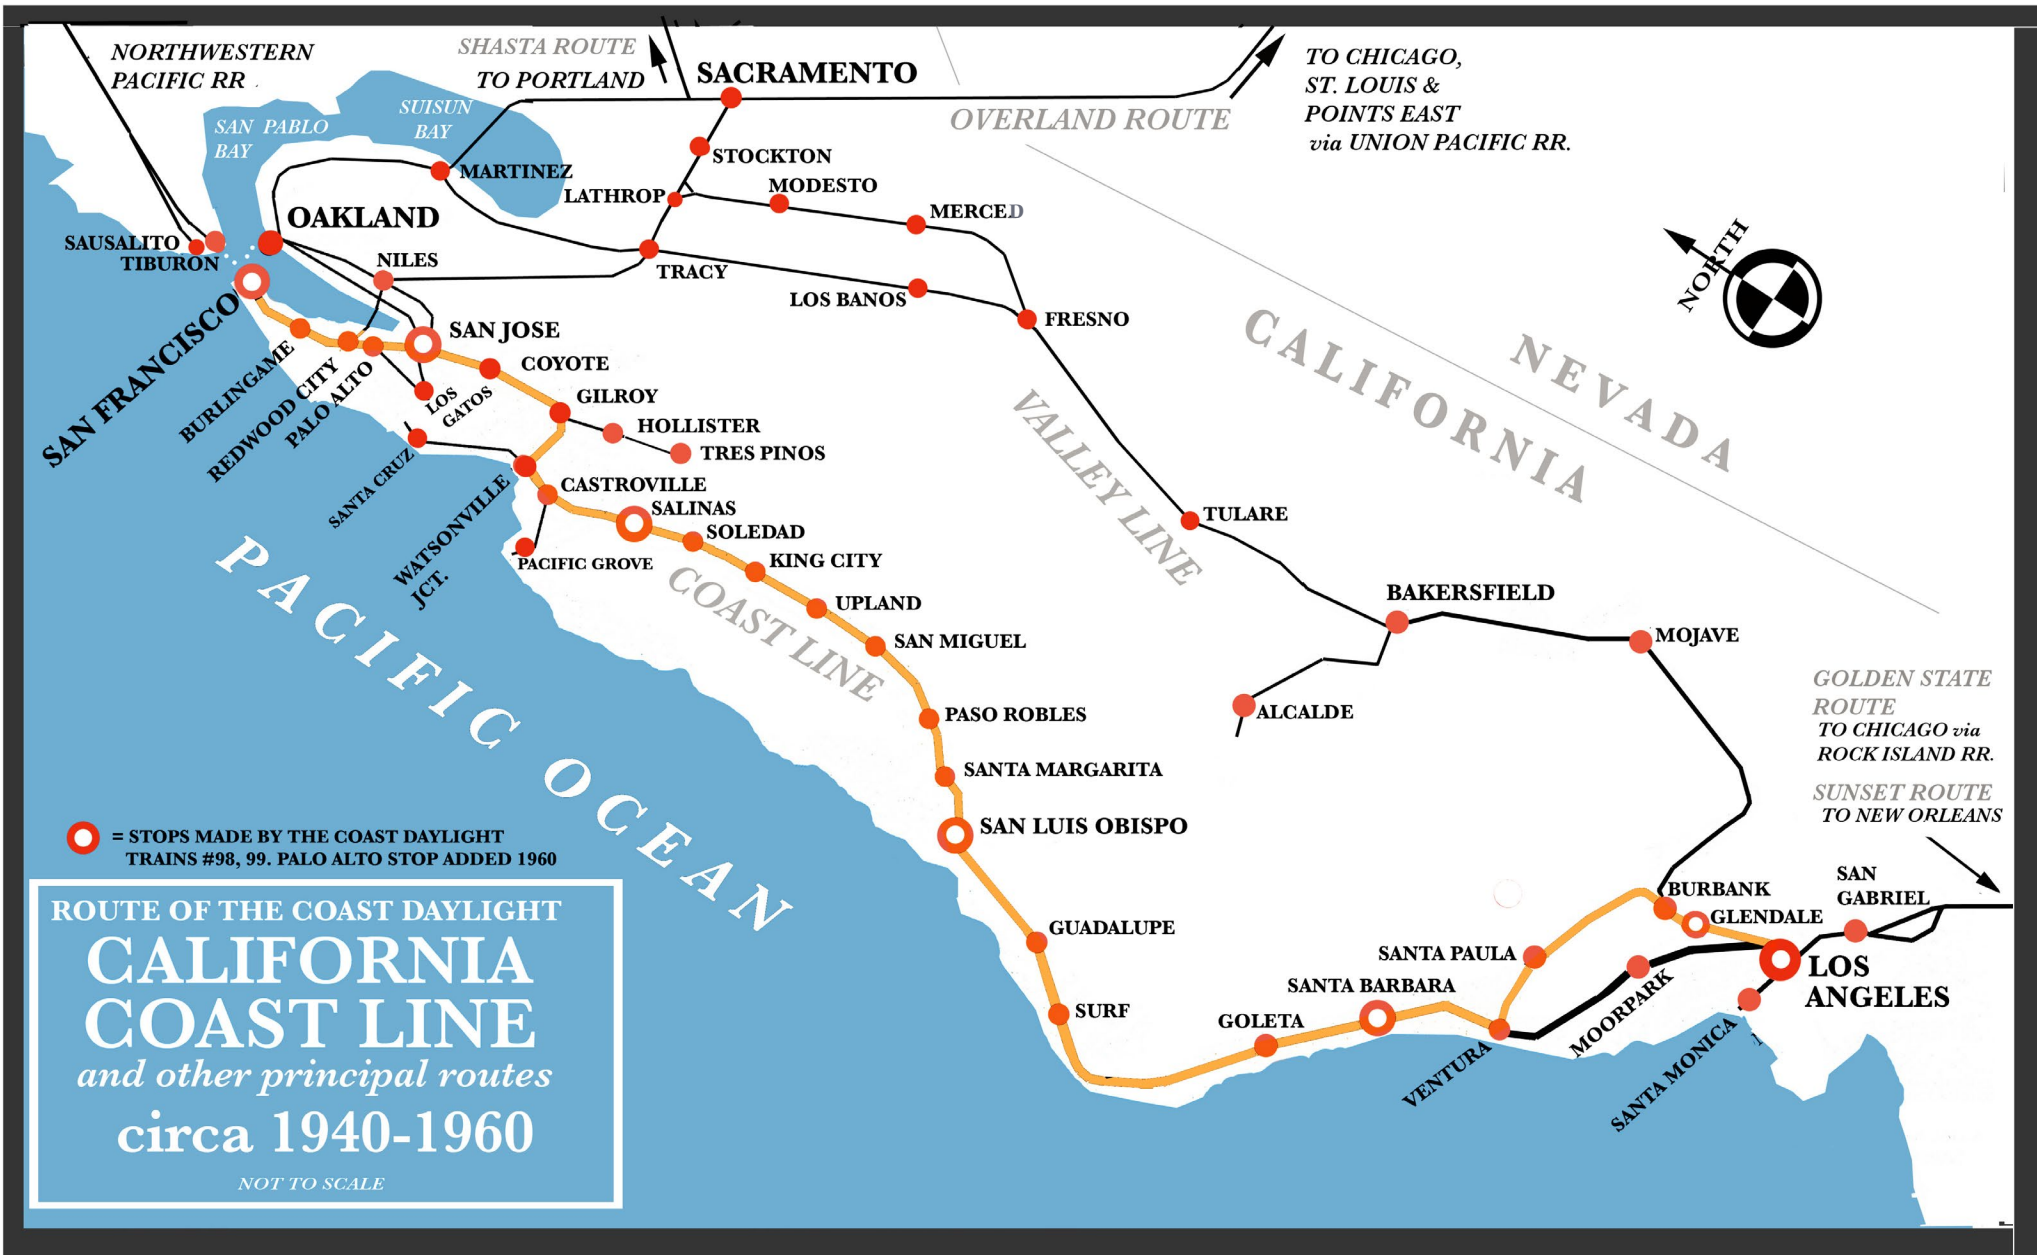 NORTHWESTERN
PACIFIC RR
SHASTA ROUTE
TO PORTLAND
SACRAMENTO
OVERLAND ROUTE
TO CHICAGO,
ST. LOUIS &
POINTS EAST
via UNION PACIFIC RR.
SAN PABLO
BAY
SUISUN
BAY
MARTINEZ
STOCKTON
LATHROP
MODESTO
MERCED
OAKLAND
SAUSALITO
TIBURON
NILES
TRACY
LOS BANOS
FRESNO
NORTH
NEVADA
CALIFORNIA
SAN FRANCISCO
BURLINGAME
REDWOOD CITY
PALO ALTO
SAN JOSE
LOS
GATOS
COYOTE
GILROY
HOLLISTER
TRES PINOS
SANTA CRUZ
WATSONVILLE
JCT.
CASTROVILLE
SALINAS
SOLEDAD
PACIFIC GROVE
KING CITY
UPLAND
SAN MIGUEL
COAST LINE
VALLEY LINE
TULARE
BAKERSFIELD
MOJAVE
ALCALDE
PASO ROBLES
SANTA MARGARITA
SAN LUIS OBISPO
GUADALUPE
SURF
GOLETA
SANTA BARBARA
VENTURA
SANTA PAULA
MOORPARK
BURBANK
GLENDALE
LOS
ANGELES
SANTA MONICA
SAN
GABRIEL
GOLDEN STATE
ROUTE
TO CHICAGO via
ROCK ISLAND RR.
SUNSET ROUTE
TO NEW ORLEANS
PACIFIC OCEAN
= STOPS MADE BY THE COAST DAYLIGHT
TRAINS #98, 99. PALO ALTO STOP ADDED 1960
ROUTE OF THE COAST DAYLIGHT
CALIFORNIA
COAST LINE
and other principal routes
circa 1940-1960
NOT TO SCALE